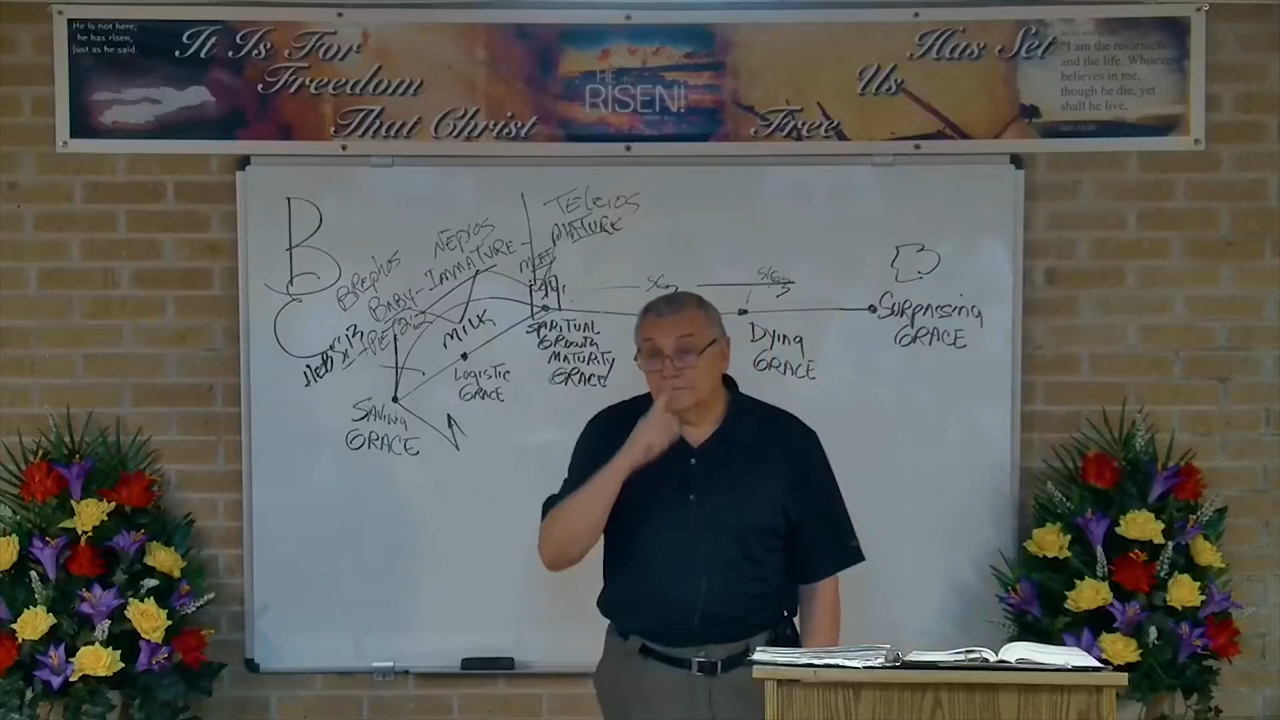 He is not here;
he has risen,
just as he said.
It Is For
Freedom
That Christ
HE
RISEN!
Has Set
Us
Free
"I am the resurrection
and the life. Whoever
believes in me,
though he die, yet
shall he live.
B
C
BRephos
BABY
NEPIOS
IMMATURE
TELEIOS
MATURE
MILK
SAVING
GRACE
LOGISTIC
GRACE
SPIRITUAL
GROWTH
MATURITY
GRACE
DYING
GRACE
SURPASSING
GRACE